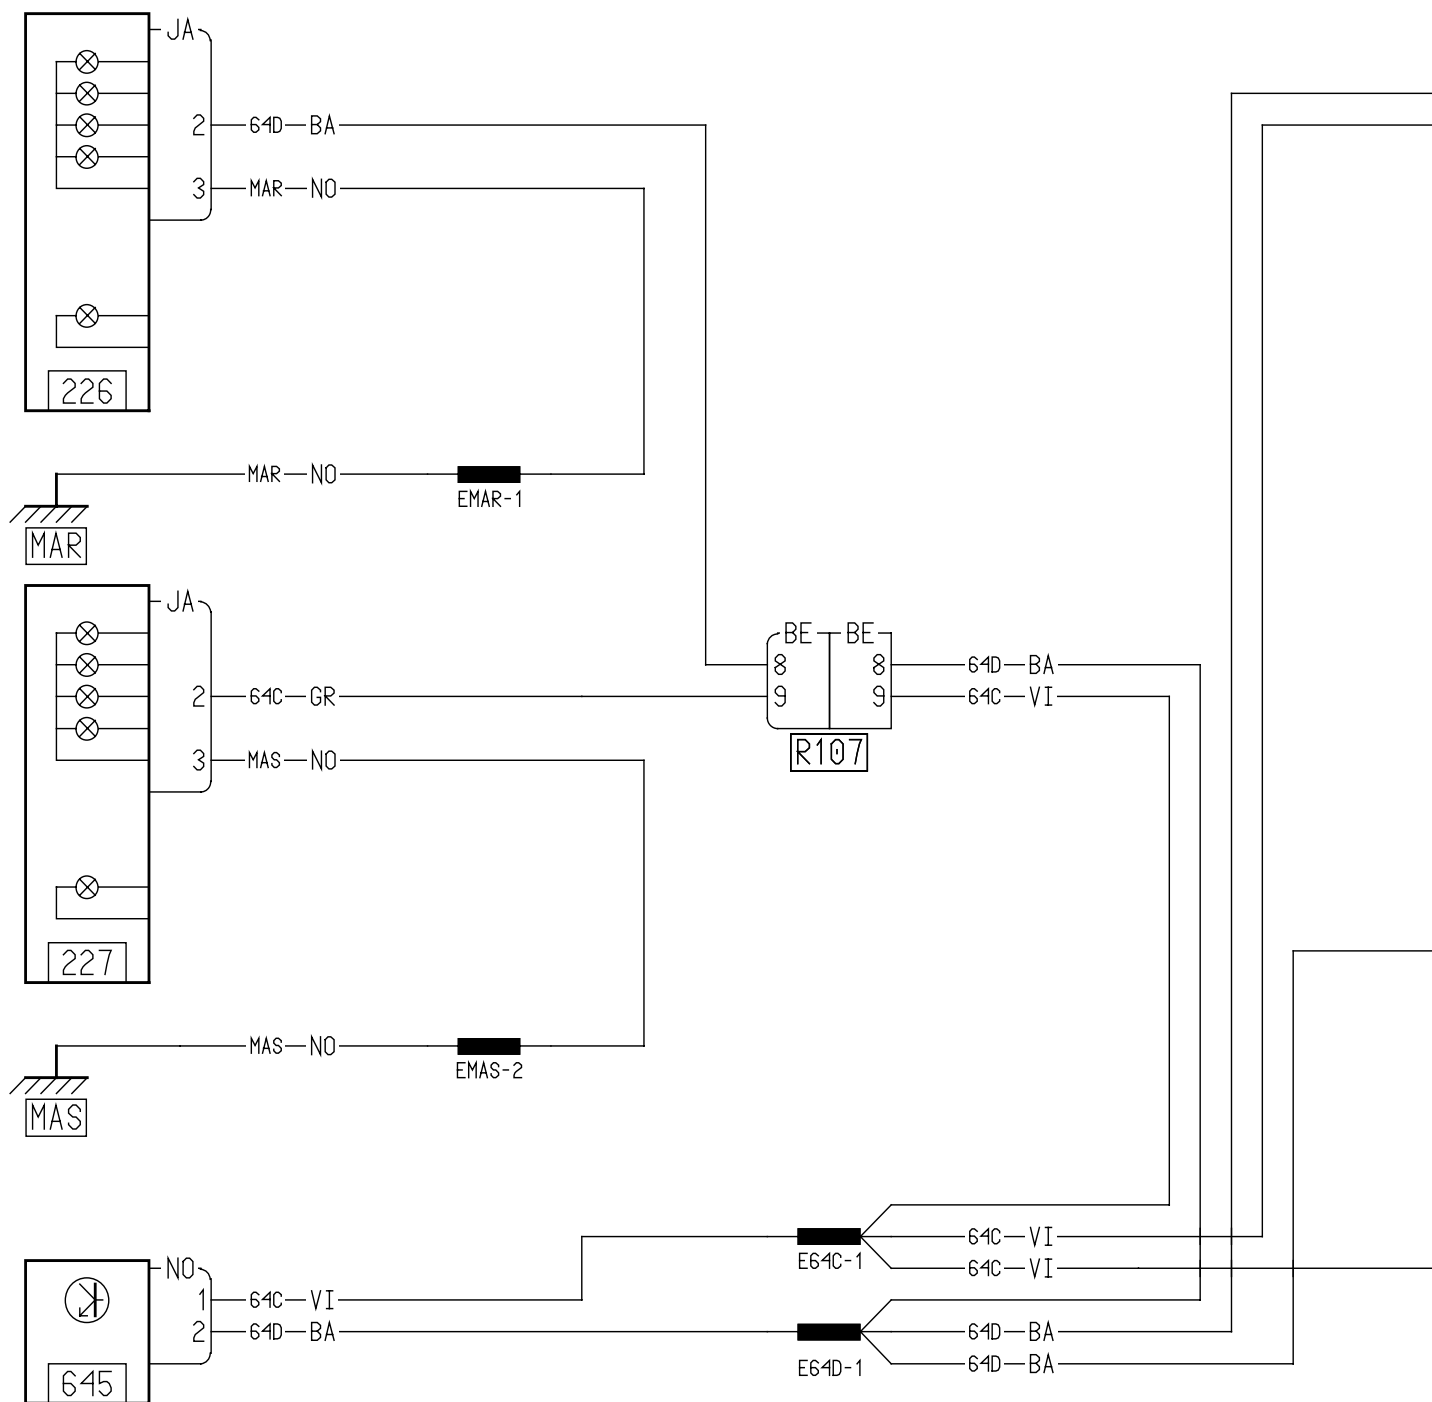 JA
2 64D BA
3 MAR NO
226
MAR NO
EMAR-1
MAR
JA
BE BE
8 8 64D BA
2 64C GR 9 9 64C VI
R107
3 MAS NO
227
MAS NO
EMAS-2
MAS
64C VI
E64C-1
NO 64C VI
1 64C VI
2 64D BA 64D BA
E64D-1 64D BA
645